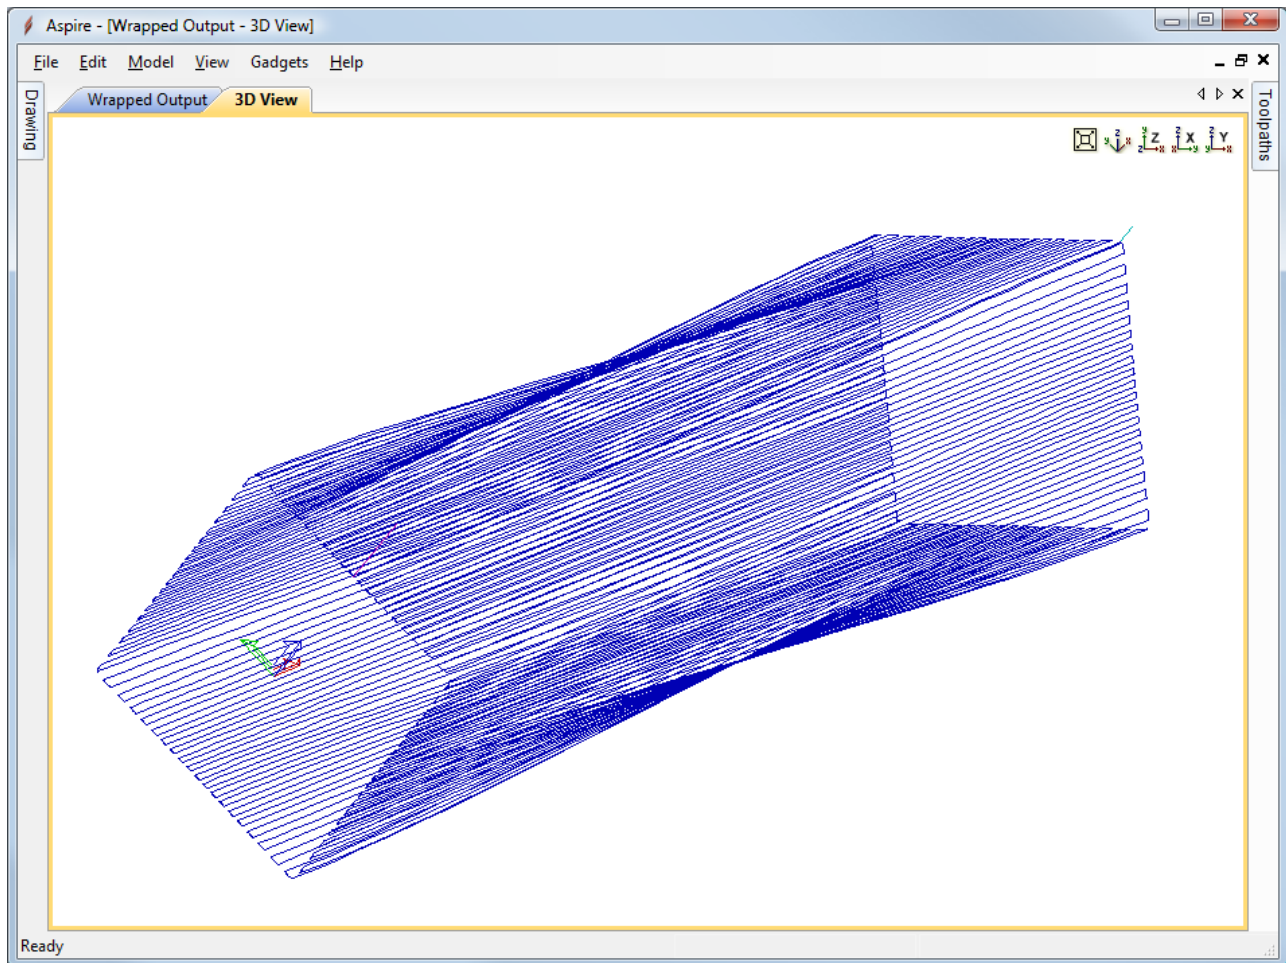 Aspire - [Wrapped Output - 3D View]
File Edit Model View Gadgets Help
Drawing
Wrapped Output 3D View
Toolpaths
y z x
y z Z x
z x X y
z y Y x
Ready